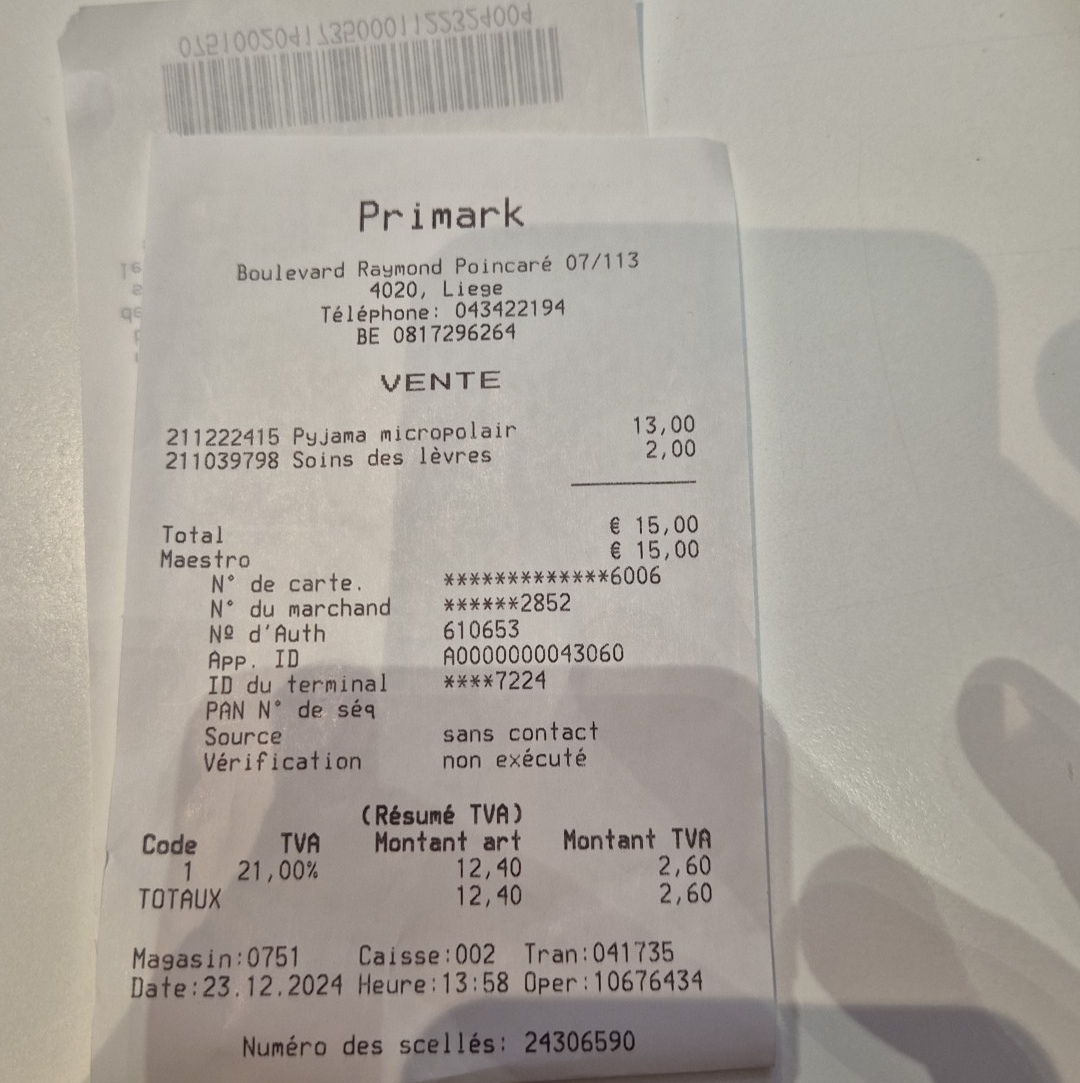 07510020417350001122324004
Primark
Boulevard Raymond Poincaré 07/113
4020, Liege
Téléphone: 043422194
BE 0817296264
VENTE
211222415 Pyjama micropolair 13,00
211039798 Soins des lèvres 2,00
Total € 15,00
Maestro € 15,00
N° de carte. *************6006
N° du marchand ******2852
Nº d'Auth 610653
App. ID A0000000043060
ID du terminal ****7224
PAN N° de séq
Source sans contact
Vérification non exécuté
(Résumé TVA)
Code TVA Montant art Montant TVA
1 21,00% 12,40 2,60
TOTAUX 12,40 2,60
Magasin:0751 Caisse:002 Tran:041735
Date:23.12.2024 Heure:13:58 Oper:10676434
Numéro des scellés: 24306590